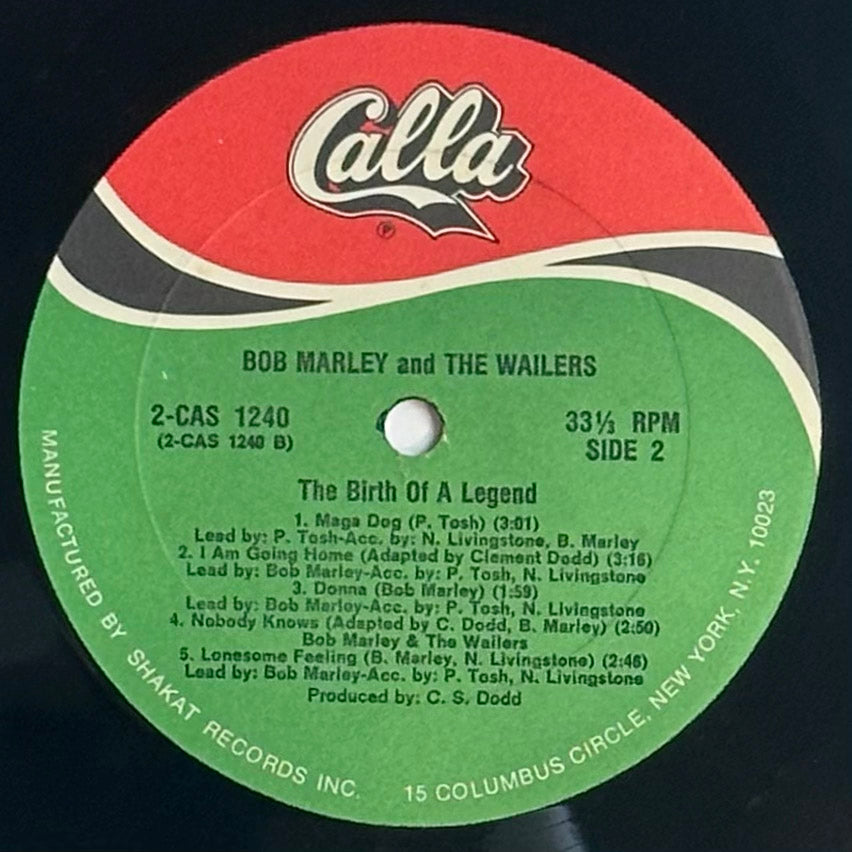 Calla
℗
BOB MARLEY and THE WAILERS
2-CAS 1240
(2-CAS 1240 B)
33⅓ RPM
SIDE 2
The Birth Of A Legend
1. Maga Dog (P. Tosh) (3:01)
Lead by: P. Tosh-Acc. by: N. Livingstone, B. Marley
2. I Am Going Home (Adapted by Clement Dodd) (3:16)
Lead by: Bob Marley-Acc. by: P. Tosh, N. Livingstone
3. Donna (Bob Marley) (1:59)
Lead by: Bob Marley-Acc. by: P. Tosh, N. Livingstone
4. Nobody Knows (Adapted by C. Dodd, B. Marley) (2:50)
Bob Marley & The Wailers
5. Lonesome Feeling (B. Marley, N. Livingstone) (2:46)
Lead by: Bob Marley-Acc. by: P. Tosh, N. Livingstone
Produced by: C. S. Dodd
MANUFACTURED BY SHAKAT RECORDS INC. 15 COLUMBUS CIRCLE, NEW YORK, N.Y. 10023